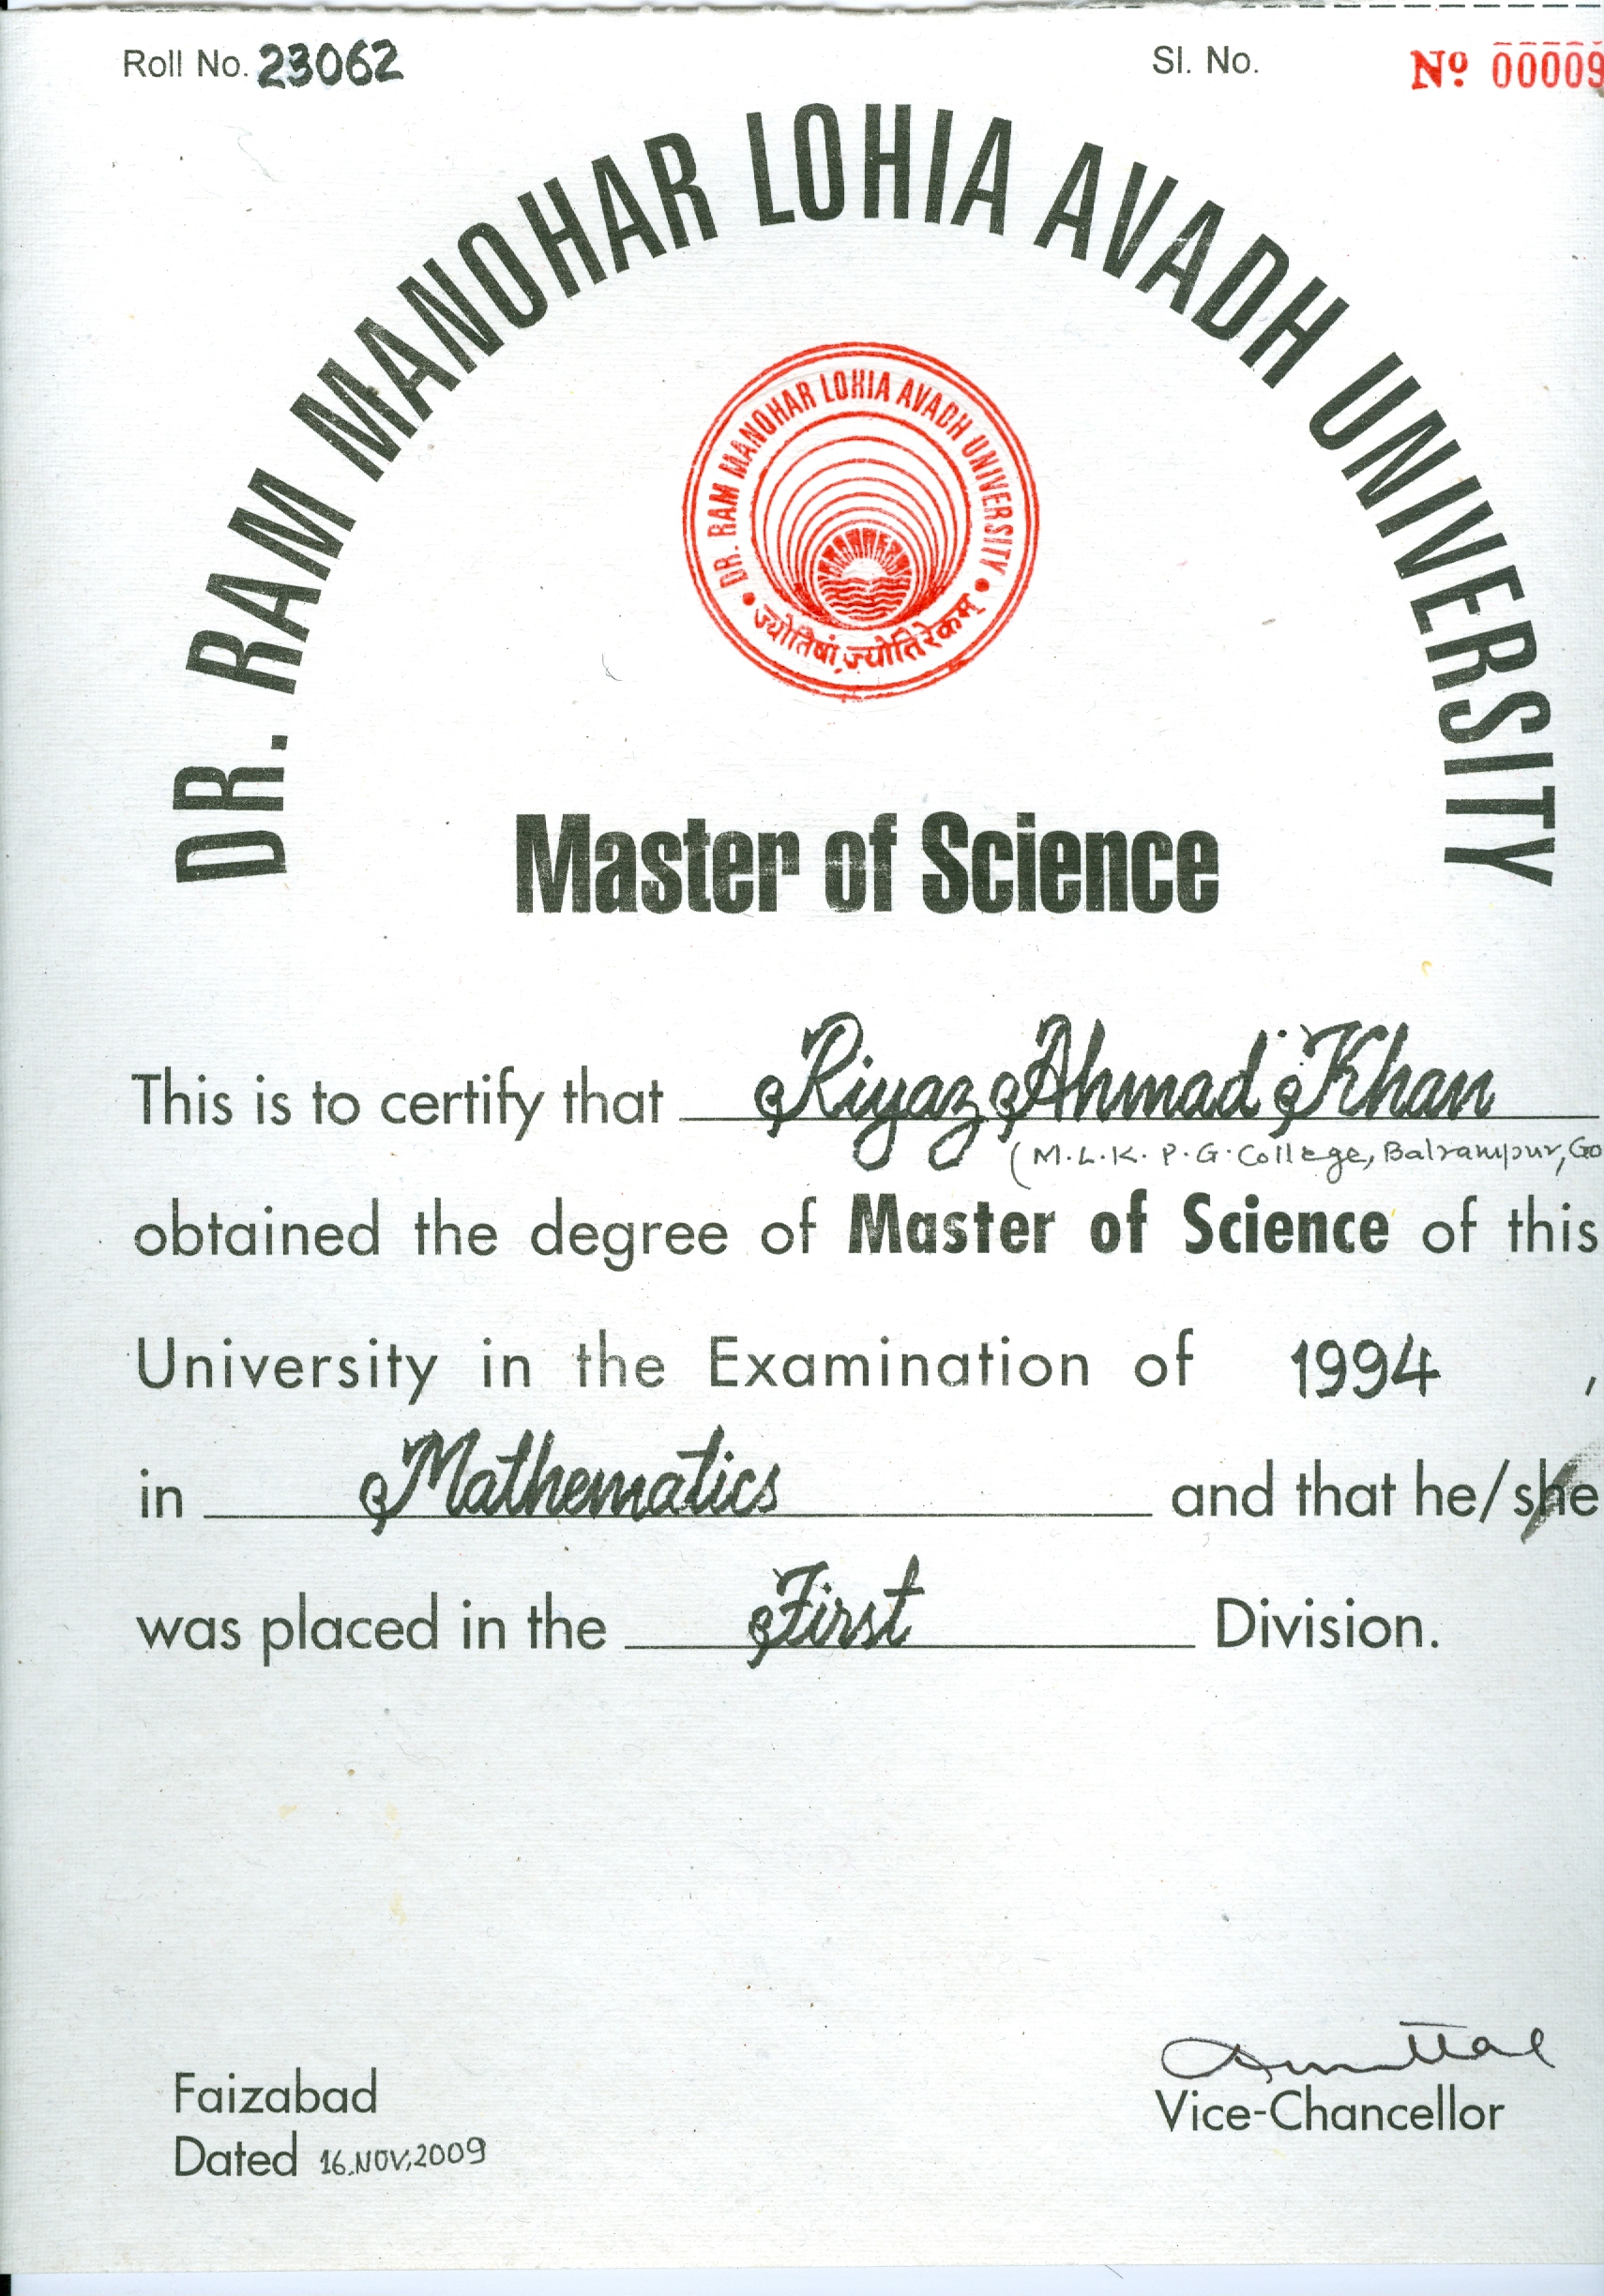 Roll No. 23062
Sl. No. Nº 00009
DR. RAM MANOHAR LOHIA AVADH UNIVERSITY
DR. RAM MANOHAR LOHIA AVADH UNIVERSITY
ज्योतिषां ज्योतिरेकम्
Master of Science
This is to certify that Riyaz Ahmad Khan
(M.L.K. P.G. College, Balrampur, Go
obtained the degree of Master of Science of this
University in the Examination of 1994 ,
in Mathematics and that he/she
was placed in the First Division.
Faizabad
Vice-Chancellor
Dated 16.NOV,2009